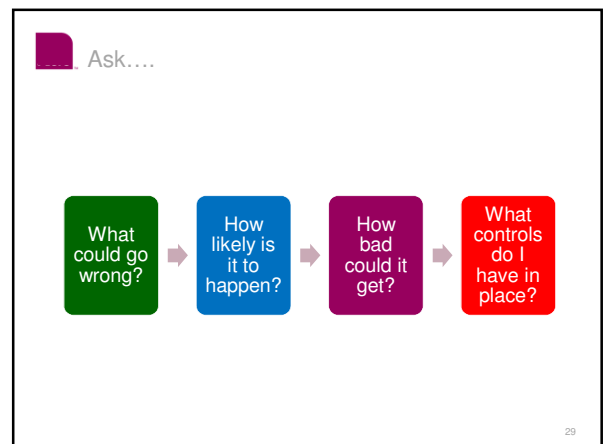 Ask….
What
could go
wrong?
How
likely is
it to
happen?
How
bad
could it
get?
What
controls
do I
have in
place?
29